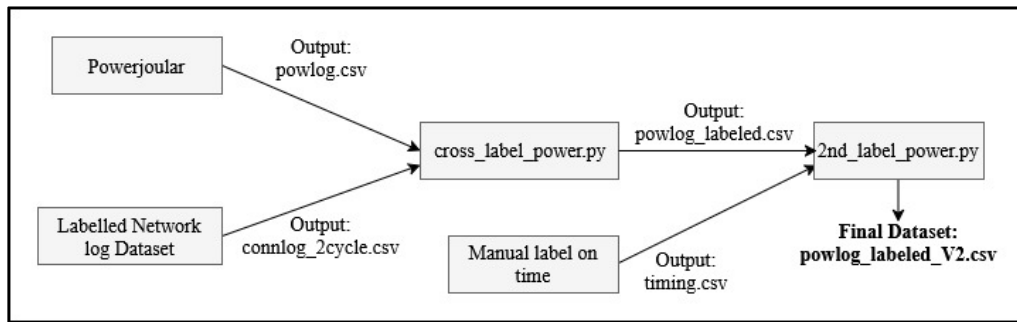 Powerjoular
Output:
powlog.csv
cross_label_power.py
Output:
powlog_labeled.csv
2nd_label_power.py
Labelled Network
log Dataset
Output:
connlog_2cycle.csv
Manual label on
time
Output:
timing.csv
Final Dataset:
powlog_labeled_V2.csv